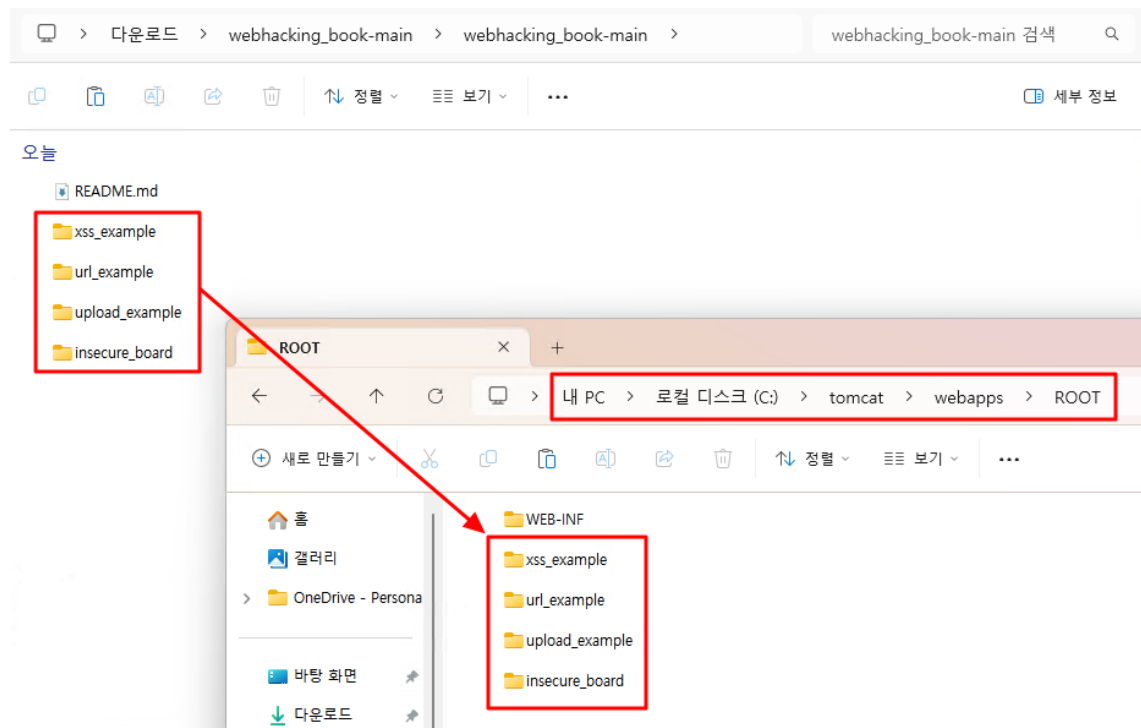 > 다운로드 > webhacking_book-main > webhacking_book-main >
webhacking_book-main 검색
정렬
보기
...
세부 정보
오늘
README.md
xss_example
url_example
upload_example
insecure_board
ROOT
내 PC > 로컬 디스크 (C:) > tomcat > webapps > ROOT
새로 만들기
정렬
보기
...
홈
갤러리
OneDrive - Persona
바탕 화면
다운로드
WEB-INF
xss_example
url_example
upload_example
insecure_board